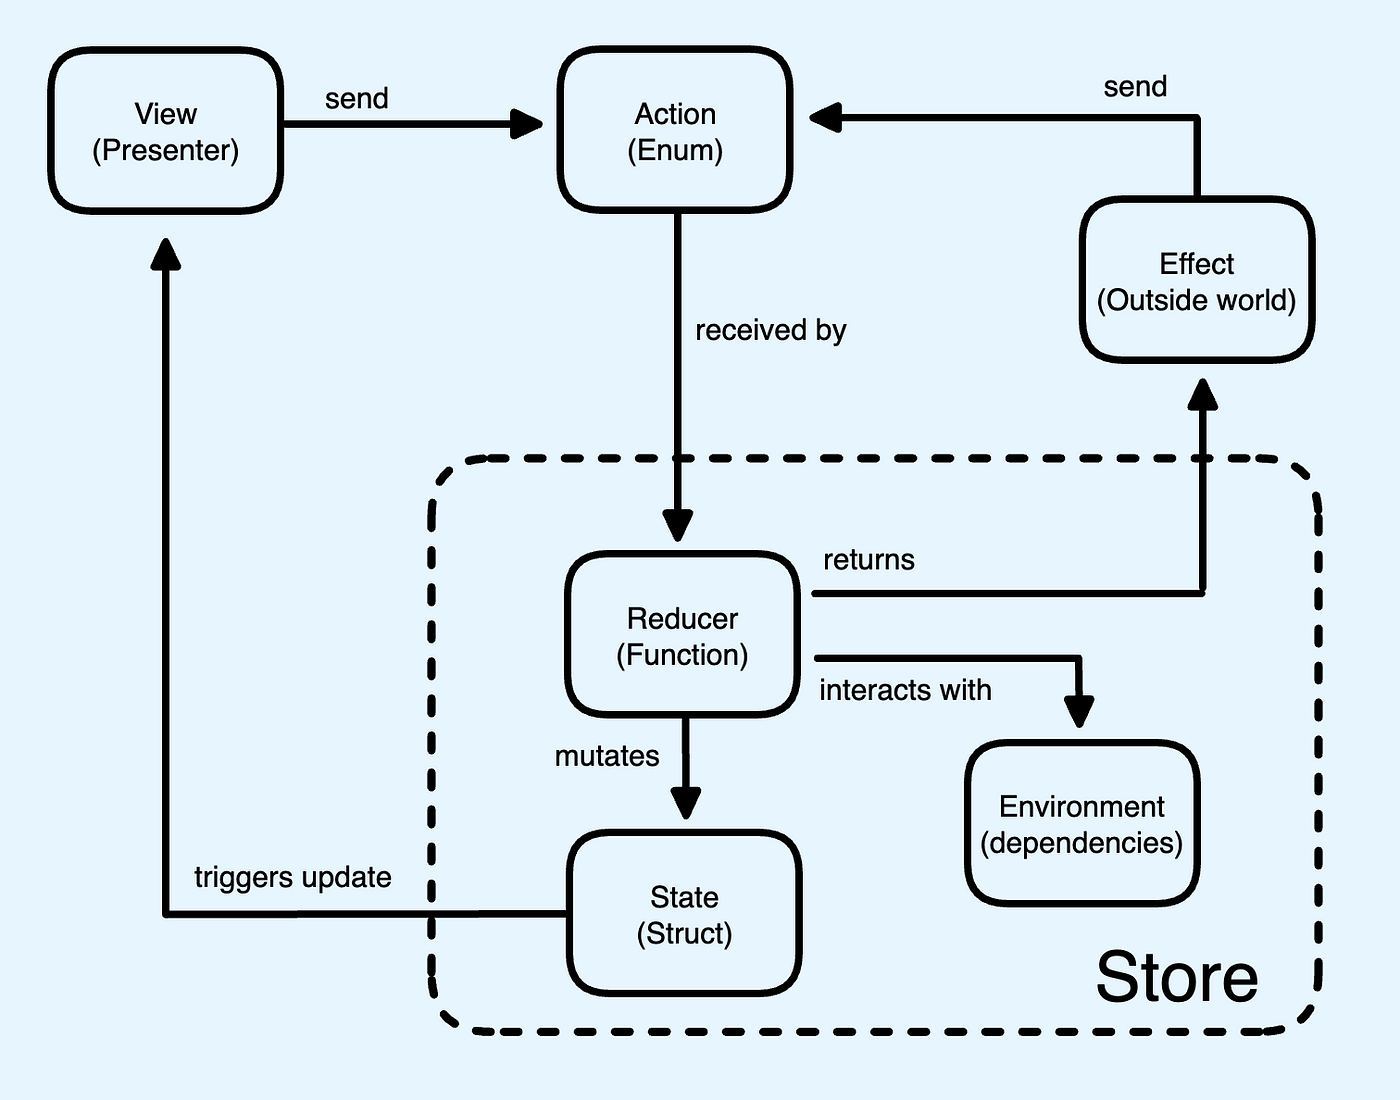 View
(Presenter)
send
Action
(Enum)
send
Effect
(Outside world)
received by
returns
Reducer
(Function)
interacts with
mutates
Environment
(dependencies)
triggers update
State
(Struct)
Store